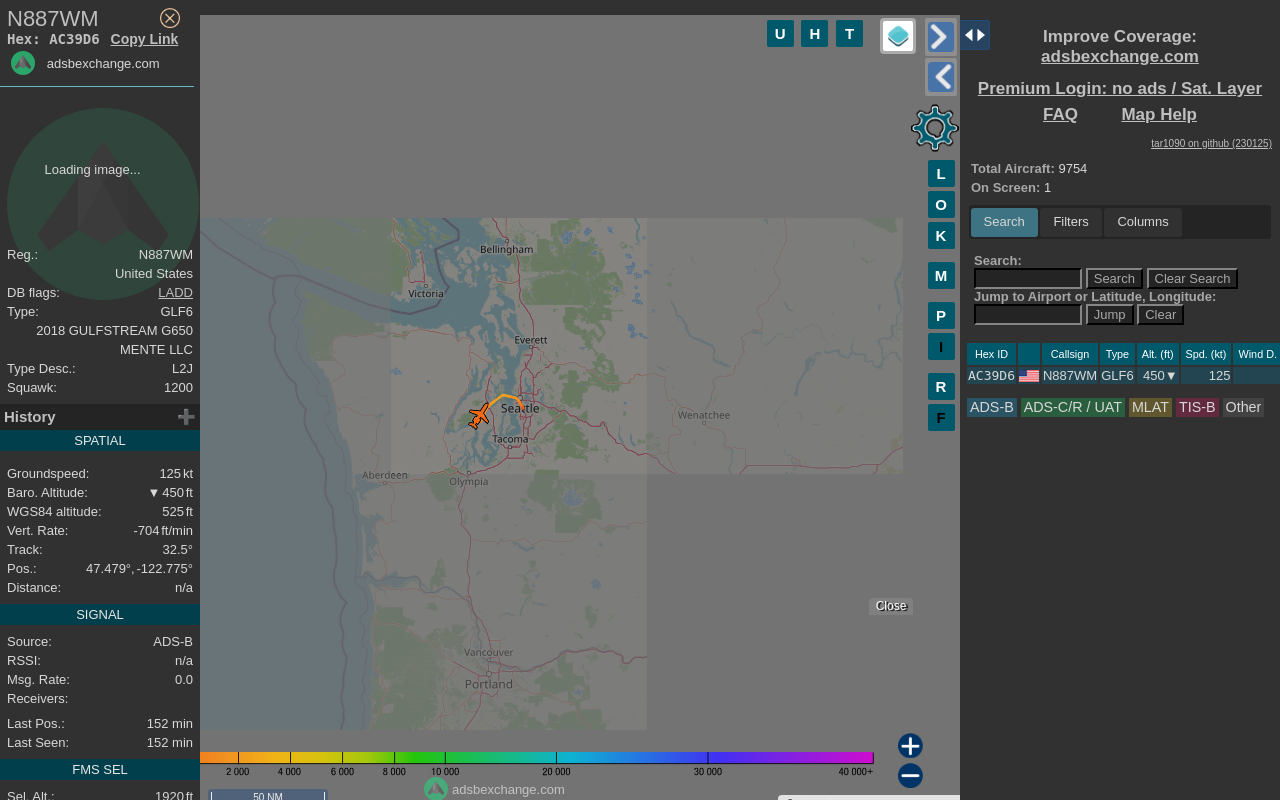 N887WM
Hex: AC39D6 Copy Link
adsbexchange.com
Loading image...
Reg.: N887WM
United States
DB flags: LADD
Type: GLF6
2018 GULFSTREAM G650
MENTE LLC
Type Desc.: L2J
Squawk: 1200
History
SPATIAL
Groundspeed: 125 kt
Baro. Altitude: ▼ 450 ft
WGS84 altitude: 525 ft
Vert. Rate: -704 ft/min
Track: 32.5°
Pos.: 47.479°, -122.775°
Distance: n/a
SIGNAL
Source: ADS-B
RSSI: n/a
Msg. Rate: 0.0
Receivers:
Last Pos.: 152 min
Last Seen: 152 min
FMS SEL
Sel. Alt.: 1920 ft
U H T
L
O
K
M
P
I
R
F
Bellingham
Victoria
Everett
Seattle
Wenatchee
Tacoma
Aberdeen
Olympia
Vancouver
Portland
Close
2 000 4 000 6 000 8 000 10 000 20 000 30 000 40 000+
adsbexchange.com
50 NM
Improve Coverage:
adsbexchange.com
Premium Login: no ads / Sat. Layer
FAQ Map Help
tar1090 on github (230125)
Total Aircraft: 9754
On Screen: 1
Search Filters Columns
Search:
Search Clear Search
Jump to Airport or Latitude, Longitude:
Jump Clear
Hex ID Callsign Type Alt. (ft) Spd. (kt) Wind D.
AC39D6 N887WM GLF6 450▼ 125
ADS-B ADS-C/R / UAT MLAT TIS-B Other